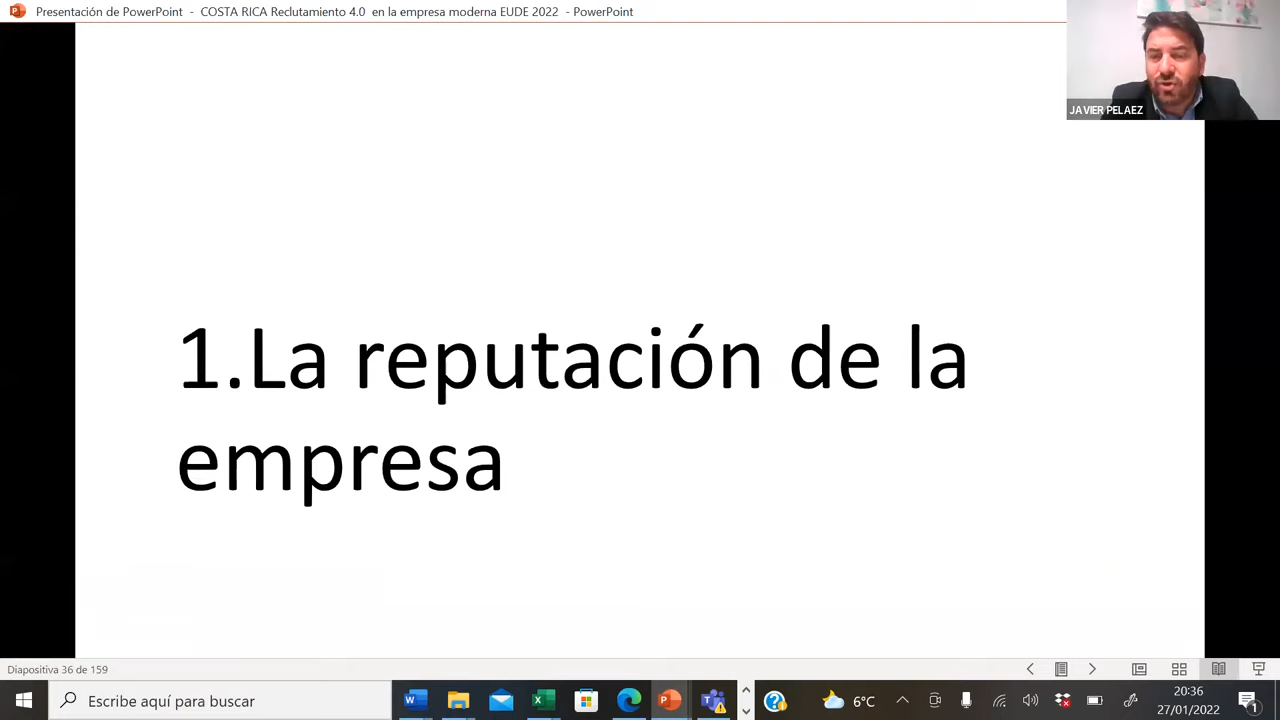 Presentación de PowerPoint - COSTA RICA Reclutamiento 4.0 en la empresa moderna EUDE 2022 - PowerPoint
JAVIER PELAEZ
1.La reputación de la
empresa
Diapositiva 36 de 159
Escribe aquí para buscar
6°C
20:36
27/01/2022
1